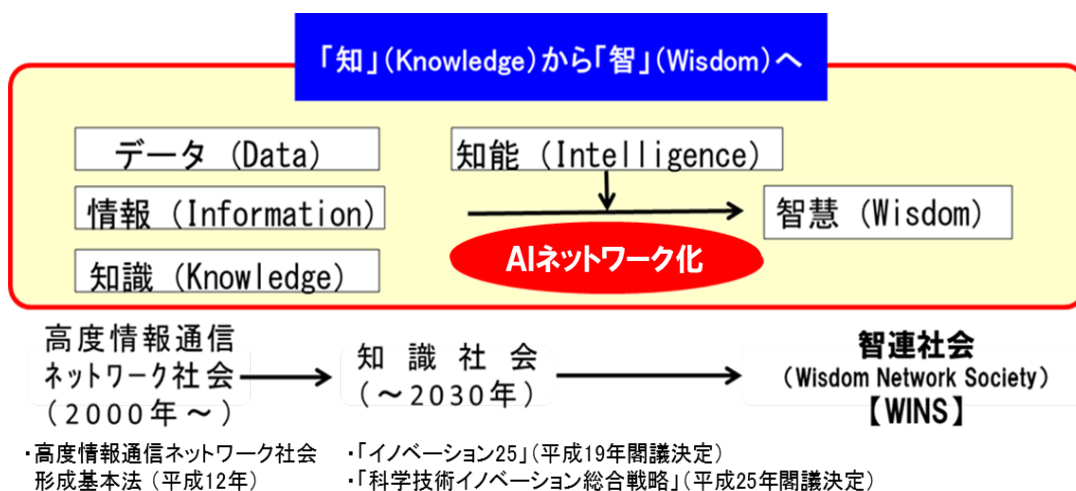 「知」(Knowledge)から「智」(Wisdom)へ
データ (Data)
情報 (Information)
知識 (Knowledge)
知能 (Intelligence)
AIネットワーク化
智慧 (Wisdom)
高度情報通信
ネットワーク社会
(2000年～)
知識社会
(～2030年)
智連社会
(Wisdom Network Society)
【WINS】
・高度情報通信ネットワーク社会
形成基本法 (平成12年)
・「イノベーション25」(平成19年閣議決定)
・「科学技術イノベーション総合戦略」(平成25年閣議決定)